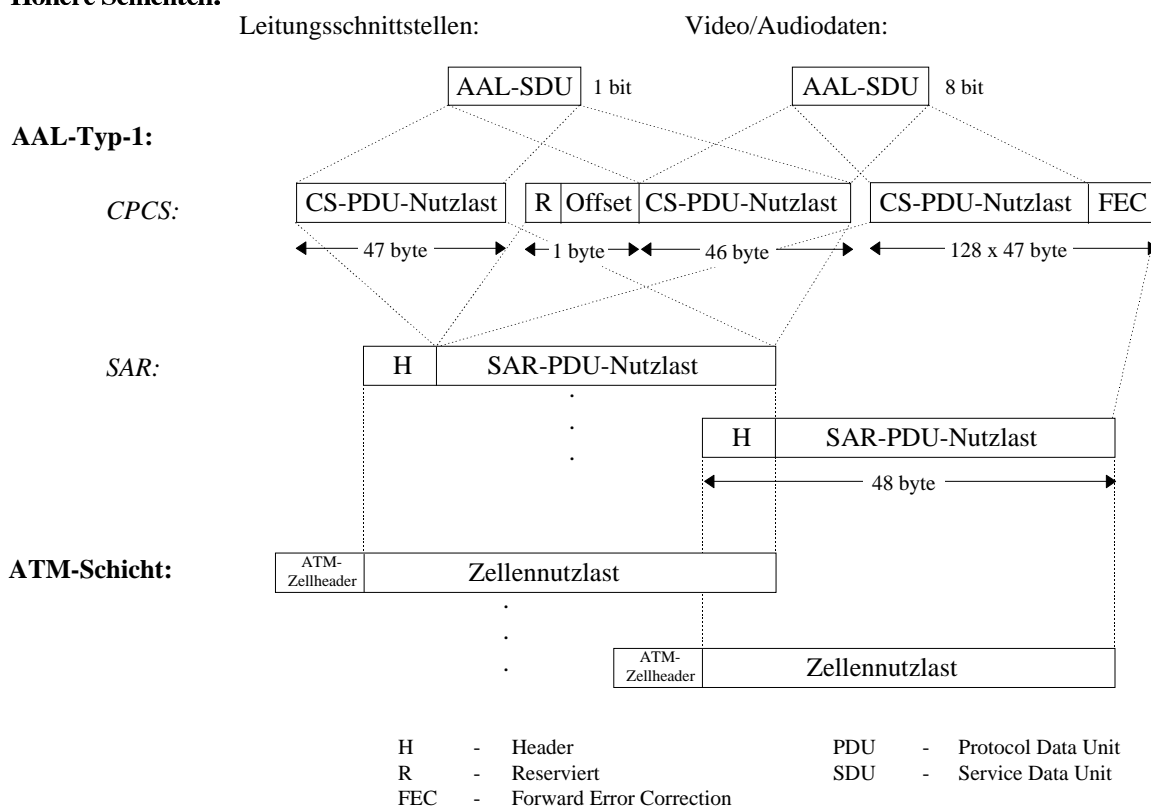 Höhere Schichten:
Leitungsschnittstellen: Video/Audiodaten:
AAL-SDU 1 bit AAL-SDU 8 bit
AAL-Typ-1:
CPCS: CS-PDU-Nutzlast R Offset CS-PDU-Nutzlast CS-PDU-Nutzlast FEC
47 byte 1 byte 46 byte 128 x 47 byte
SAR: H SAR-PDU-Nutzlast
.
.
.
H SAR-PDU-Nutzlast
48 byte
ATM-Schicht: ATM-Zellheader Zellennutzlast
.
.
.
ATM-Zellheader Zellennutzlast
H - Header PDU - Protocol Data Unit
R - Reserviert SDU - Service Data Unit
FEC - Forward Error Correction